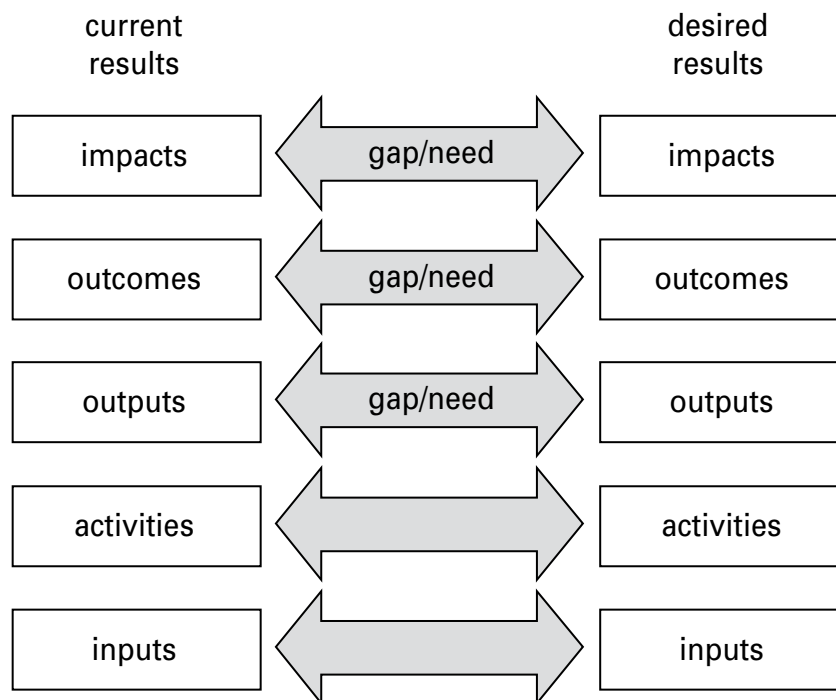 current
results
desired
results
impacts
gap/need
impacts
outcomes
gap/need
outcomes
outputs
gap/need
outputs
activities
activities
inputs
inputs